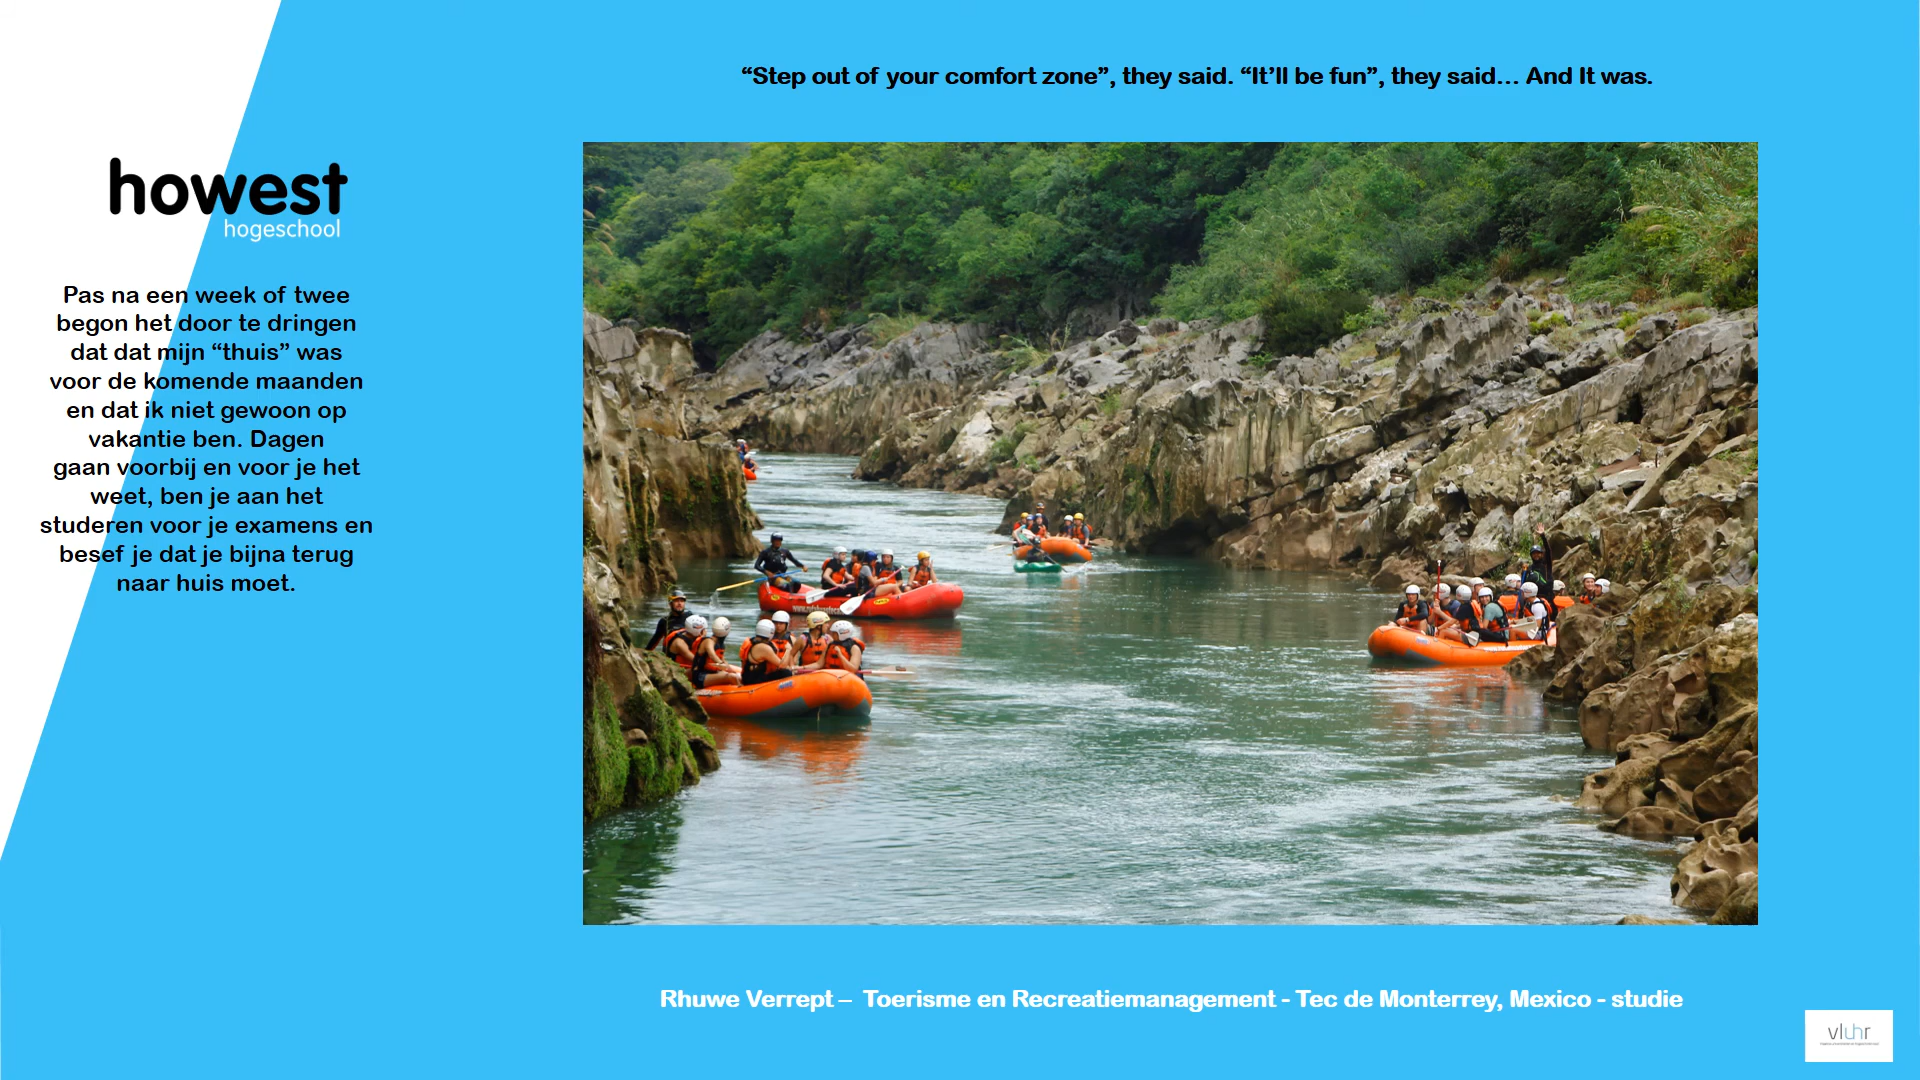 “Step out of your comfort zone”, they said. “It’ll be fun”, they said… And It was.
howest
hogeschool
Pas na een week of twee
begon het door te dringen
dat dat mijn “thuis” was
voor de komende maanden
en dat ik niet gewoon op
vakantie ben. Dagen
gaan voorbij en voor je het
weet, ben je aan het
studeren voor je examens en
besef je dat je bijna terug
naar huis moet.
Rhuwe Verrept – Toerisme en Recreatiemanagement - Tec de Monterrey, Mexico - studie
vluhr